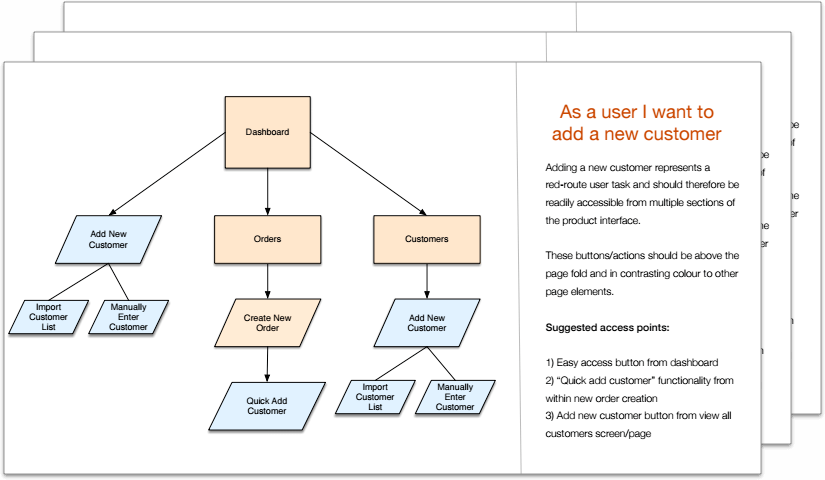 Dashboard
Add New
Customer
Orders
Customers
Import
Customer
List
Manually
Enter
Customer
Create New
Order
Add New
Customer
Quick Add
Customer
Import
Customer
List
Manually
Enter
Customer
As a user I want to
add a new customer
Adding a new customer represents a
red-route user task and should therefore be
readily accessible from multiple sections of
the product interface.
These buttons/actions should be above the
page fold and in contrasting colour to other
page elements.
Suggested access points:
1) Easy access button from dashboard
2) “Quick add customer” functionality from
within new order creation
3) Add new customer button from view all
customers screen/page